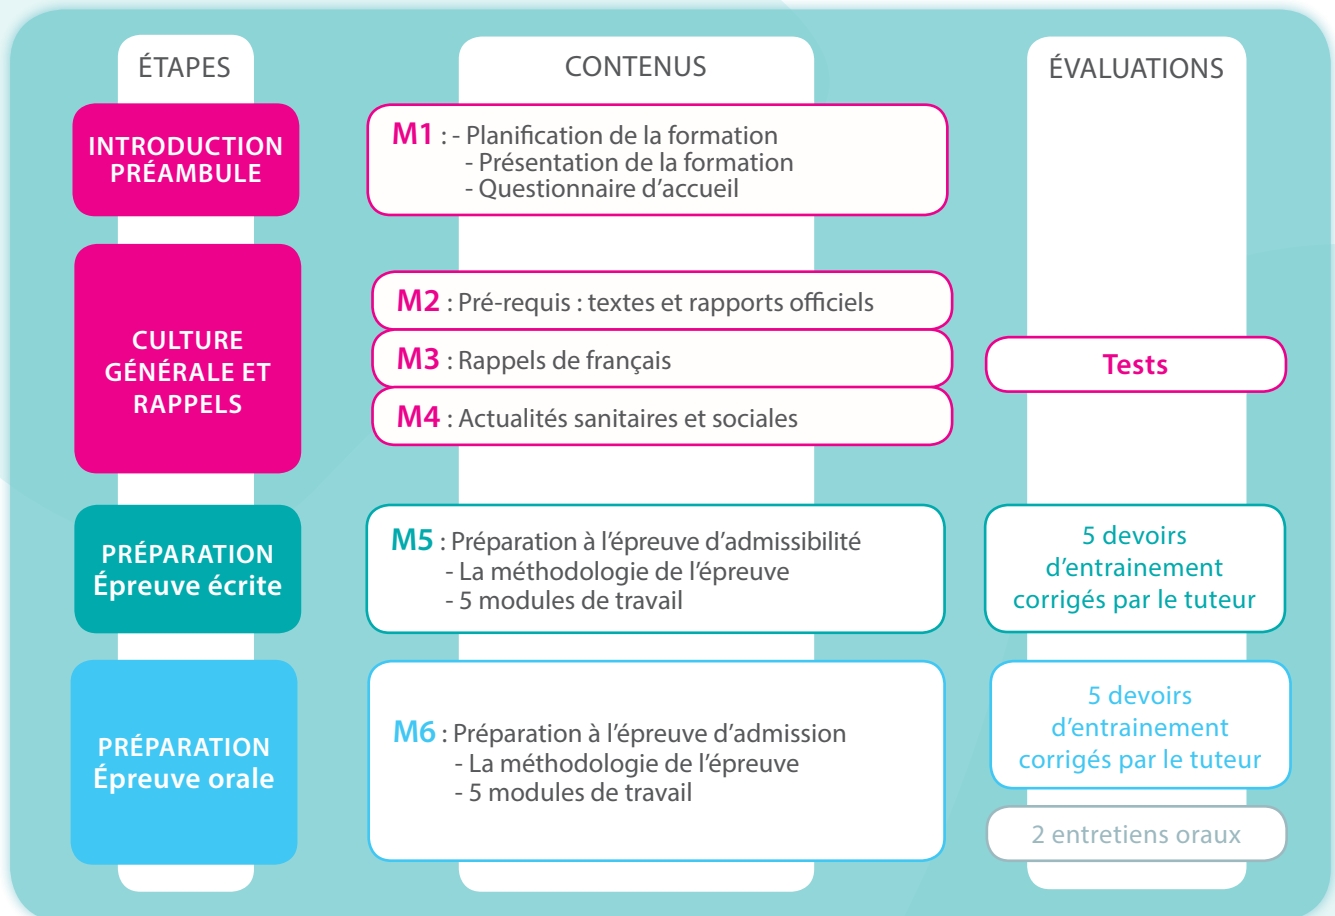 ÉTAPES
CONTENUS
ÉVALUATIONS
INTRODUCTION
PRÉAMBULE
M1 : - Planification de la formation
- Présentation de la formation
- Questionnaire d’accueil
CULTURE
GÉNÉRALE ET
RAPPELS
M2 : Pré-requis : textes et rapports officiels
M3 : Rappels de français
M4 : Actualités sanitaires et sociales
Tests
PRÉPARATION
Épreuve écrite
M5 : Préparation à l’épreuve d’admissibilité
- La méthodologie de l’épreuve
- 5 modules de travail
5 devoirs
d’entrainement
corrigés par le tuteur
PRÉPARATION
Épreuve orale
M6 : Préparation à l’épreuve d’admission
- La méthodologie de l’épreuve
- 5 modules de travail
5 devoirs
d’entrainement
corrigés par le tuteur
2 entretiens oraux